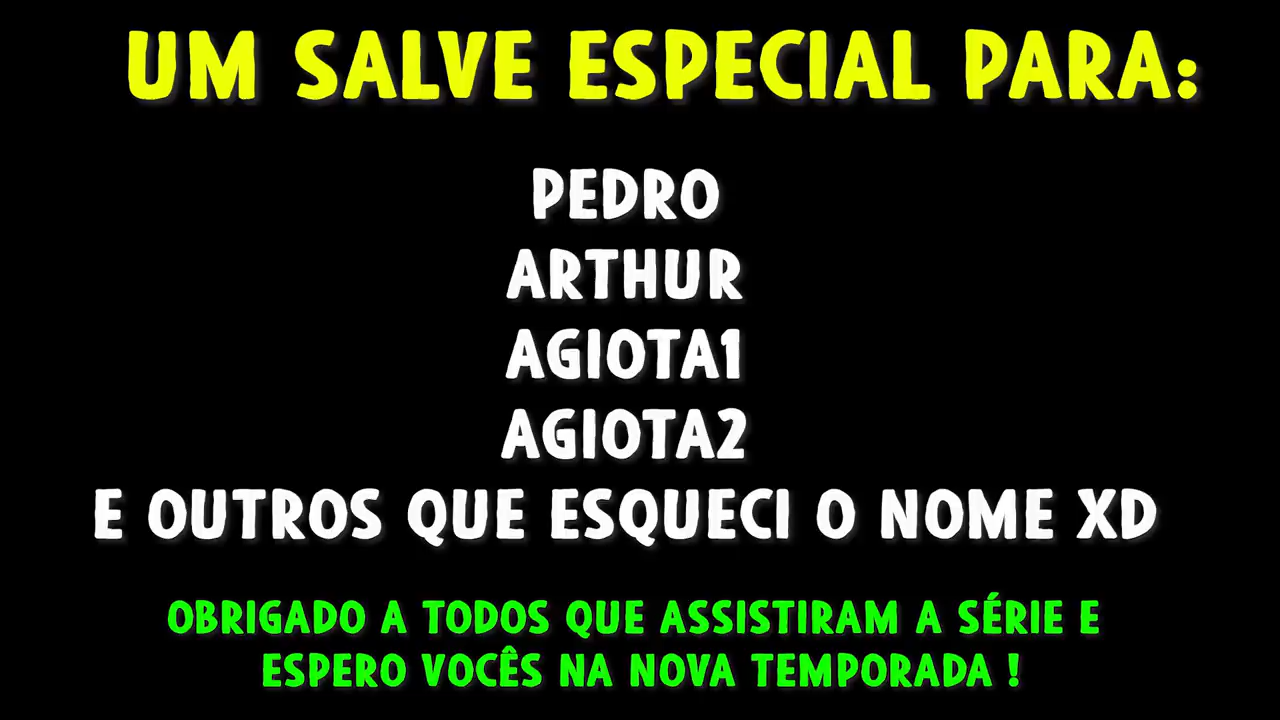 UM SALVE ESPECIAL PARA:
PEDRO
ARTHUR
AGIOTA1
AGIOTA2
E OUTROS QUE ESQUECI O NOME XD
OBRIGADO A TODOS QUE ASSISTIRAM A SÉRIE E
ESPERO VOCÊS NA NOVA TEMPORADA !